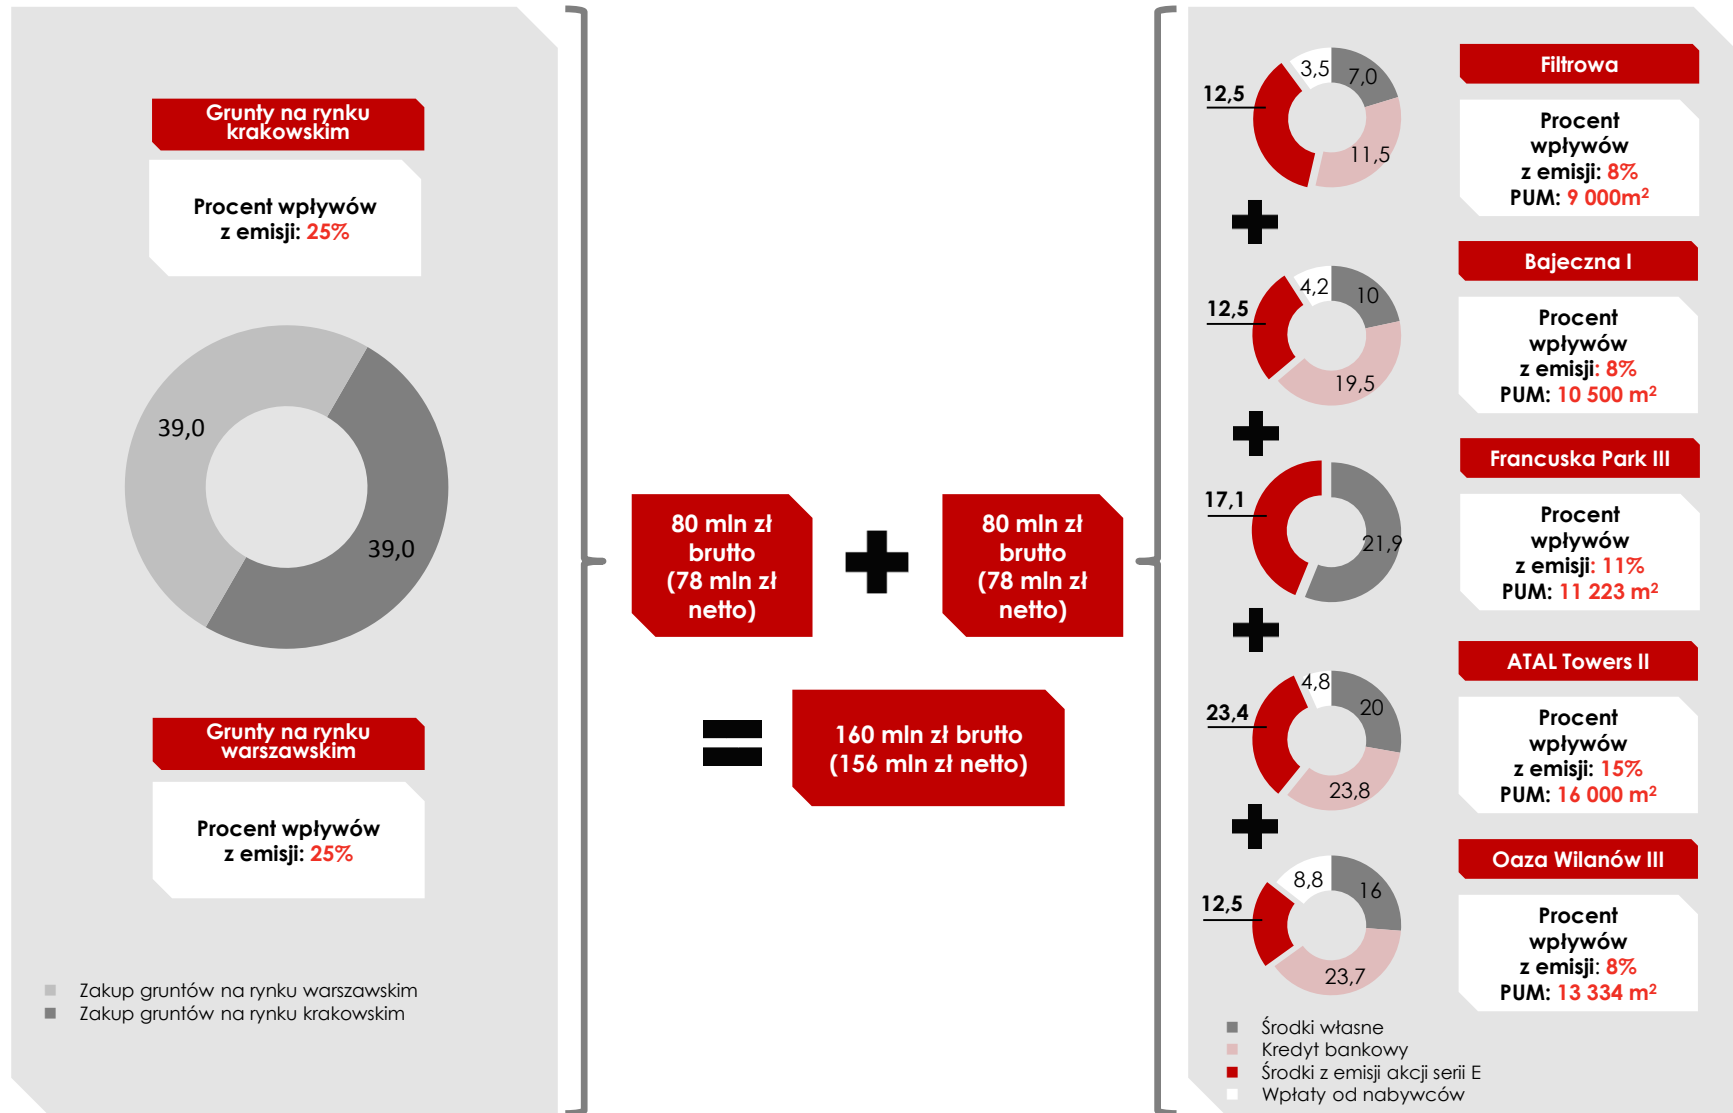 Grunty na rynku
krakowskim
Procent wpływów
z emisji: 25%
39,0
39,0
Grunty na rynku
warszawskim
Procent wpływów
z emisji: 25%
Zakup gruntów na rynku warszawskim
Zakup gruntów na rynku krakowskim
80 mln zł
brutto
(78 mln zł
netto)
80 mln zł
brutto
(78 mln zł
netto)
160 mln zł brutto
(156 mln zł netto)
3,5
7,0
12,5
11,5
Filtrowa
Procent
wpływów
z emisji: 8%
PUM: 9 000m²
4,2
10
12,5
19,5
Bajeczna I
Procent
wpływów
z emisji: 8%
PUM: 10 500 m²
17,1
21,9
Francuska Park III
Procent
wpływów
z emisji: 11%
PUM: 11 223 m²
4,8
20
23,4
23,8
ATAL Towers II
Procent
wpływów
z emisji: 15%
PUM: 16 000 m²
8,8
16
12,5
23,7
Oaza Wilanów III
Procent
wpływów
z emisji: 8%
PUM: 13 334 m²
Środki własne
Kredyt bankowy
Środki z emisji akcji serii E
Wpłaty od nabywców